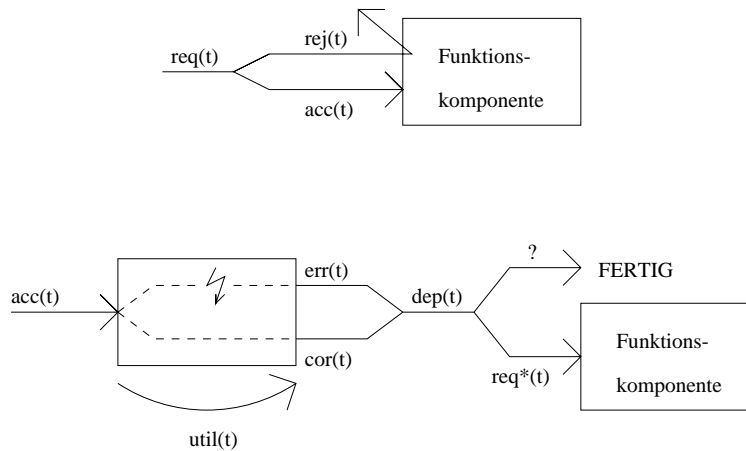 rej(t)
req(t)
Funktions-
komponente
acc(t)
?
err(t)
FERTIG
acc(t)
dep(t)
Funktions-
komponente
cor(t)
req*(t)
util(t)